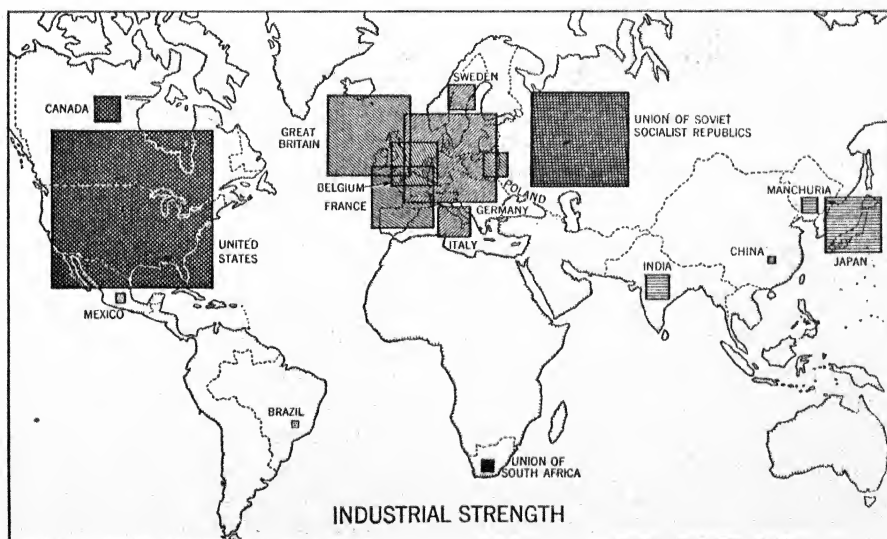 SWEDEN
CANADA
GREAT
BRITAIN
UNION OF SOVIET
SOCIALIST REPUBLICS
BELGIUM
FRANCE
POLAND
GERMANY
MANCHURIA
UNITED
STATES
ITALY
CHINA
JAPAN
INDIA
MEXICO
BRAZIL
UNION OF
SOUTH AFRICA
INDUSTRIAL STRENGTH